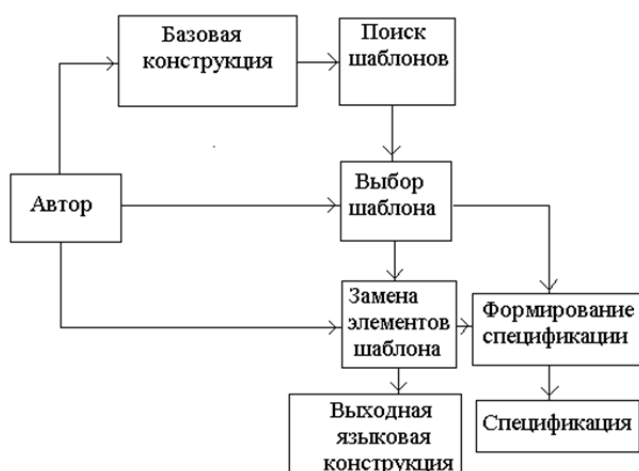 Базовая
конструкция
Поиск
шаблонов
Автор
Выбор
шаблона
Замена
элементов
шаблона
Формирование
спецификации
Выходная
языковая
конструкция
Спецификация